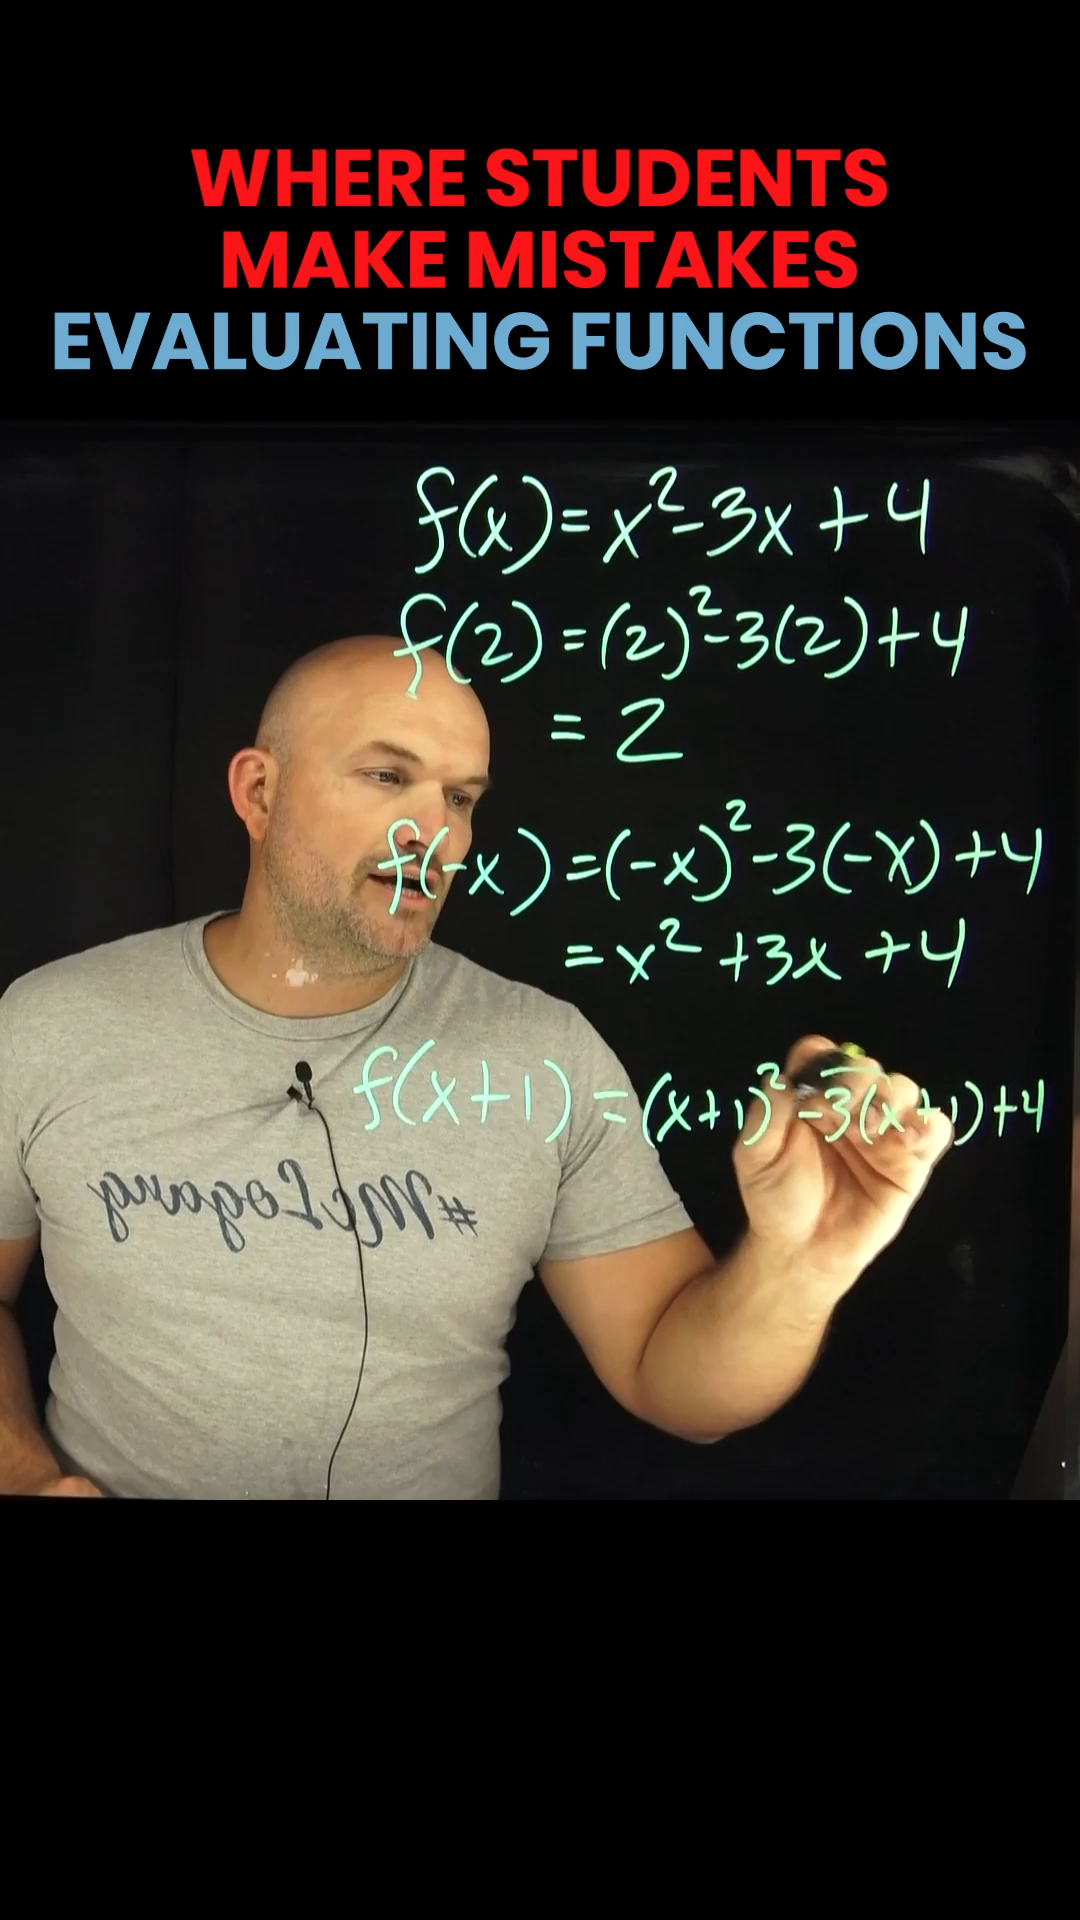 WHERE STUDENTS
MAKE MISTAKES
EVALUATING FUNCTIONS
f(x)=x²-3x+4
f(2)=(2)²-3(2)+4
=2
f(-x)=(-x)²-3(-x)+4
=x²+3x+4
f(x+1)=(x+1)²-3(x+1)+4
#McLogang